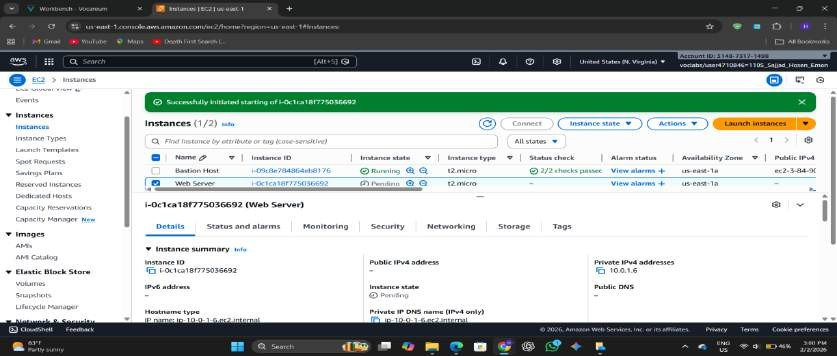 Workbench - Vocareum
Instances | EC2 | us-east-1
us-east-1.console.aws.amazon.com/ec2/home?region=us-east-1#Instances:
Gmail YouTube Maps Depth First Search (... All Bookmarks
aws Search [Alt+S] United States (N. Virginia) Account ID: 5148-7317-1498
voclabs/user4710846=1105_Sajjad_Hosen_Emon
EC2 > Instances
EC2 Global View
Events
Instances
Instances
Instance Types
Launch Templates
Spot Requests
Savings Plans
Reserved Instances
Dedicated Hosts
Capacity Reservations
Capacity Manager New
Images
AMIs
AMI Catalog
Elastic Block Store
Volumes
Snapshots
Lifecycle Manager
Network & Security
Successfully initiated starting of i-0c1ca18f775036692
Instances (1/2) Info Connect Instance state Actions Launch instances
Find Instance by attribute or tag (case-sensitive) All states 1
Name Instance ID Instance state Instance type Status check Alarm status Availability Zone Public IPv4
Bastion Host i-09c8e784864eb8176 Running t2.micro 2/2 checks passec View alarms + us-east-1a ec2-3-84-90
Web Server i-0c1ca18f775036692 Pending t2.micro – View alarms + us-east-1a –
i-0c1ca18f775036692 (Web Server)
Details Status and alarms Monitoring Security Networking Storage Tags
Instance summary Info
Instance ID
i-0c1ca18f775036692
Public IPv4 address
–
Private IPv4 addresses
10.0.1.6
IPv6 address
–
Instance state
Pending
Public DNS
–
Hostname type
IP name: ip-10-0-1-6.ec2.internal
Private IP DNS name (IPv4 only)
ip-10-0-1-6.ec2.internal
CloudShell Feedback © 2026, Amazon Web Services, Inc. or its affiliates. Privacy Terms Cookie preferences
83°F
Partly sunny
Search
ENG
US
46%
3:00 PM
2/2/2026